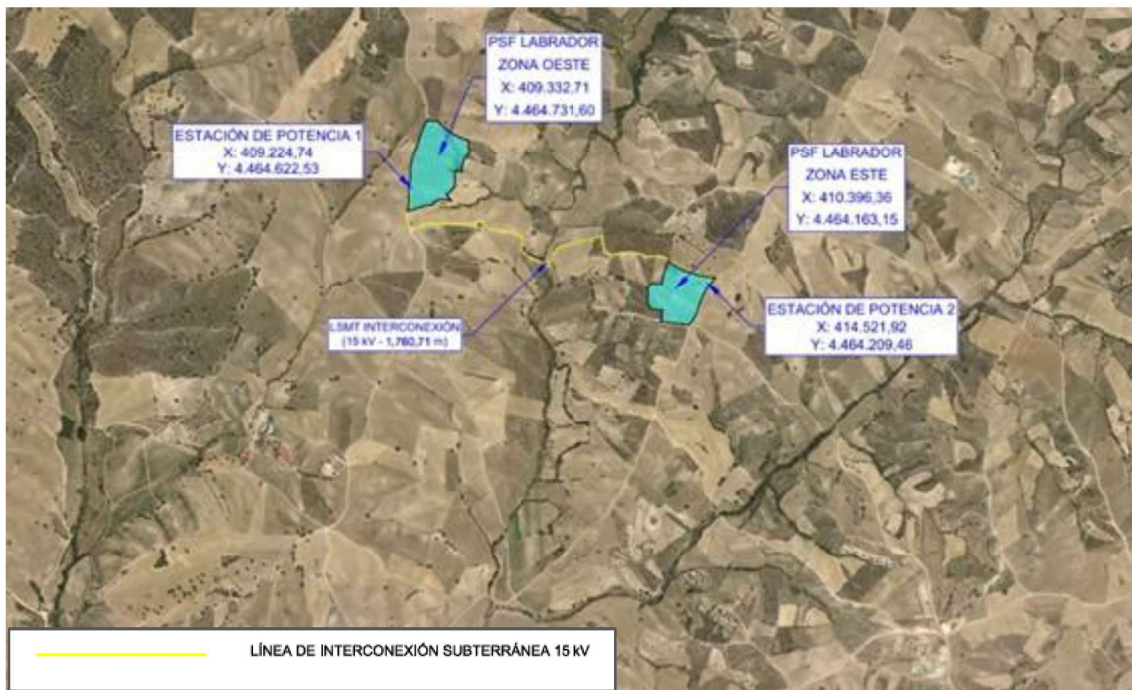 PSF LABRADOR
ZONA OESTE
X: 409.332,71
Y: 4.464.731,60
ESTACIÓN DE POTENCIA 1
X: 409.224,74
Y: 4.464.622,53
PSF LABRADOR
ZONA ESTE
X: 410.396,36
Y: 4.464.163,15
ESTACIÓN DE POTENCIA 2
X: 414.521,92
Y: 4.464.209,46
LSMT INTERCONEXIÓN
(15 kV - 1,760,71 m)
LÍNEA DE INTERCONEXIÓN SUBTERRÁNEA 15 kV